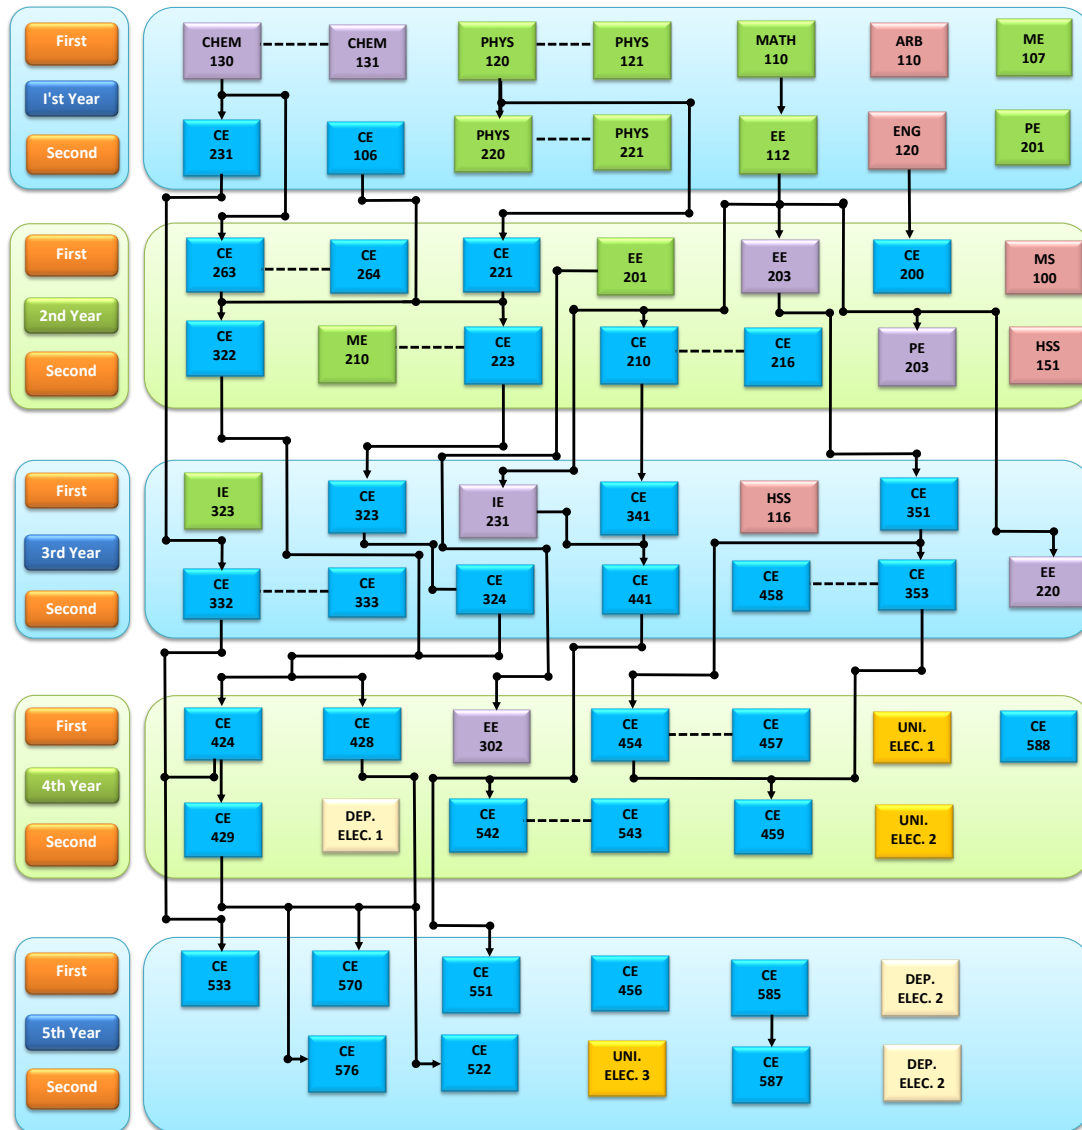 First
CHEM
130
CHEM
131
PHYS
120
PHYS
121
MATH
110
ARB
110
ME
107
I'st Year
Second
CE
231
CE
106
PHYS
220
PHYS
221
EE
112
ENG
120
PE
201
First
CE
263
CE
264
CE
221
EE
201
EE
203
CE
200
MS
100
2nd Year
Second
CE
322
ME
210
CE
223
CE
210
CE
216
PE
203
HSS
151
First
IE
323
CE
323
IE
231
CE
341
HSS
116
CE
351
3rd Year
Second
CE
332
CE
333
CE
324
CE
441
CE
458
CE
353
EE
220
First
CE
424
CE
428
EE
302
CE
454
CE
457
UNI.
ELEC. 1
CE
588
4th Year
Second
CE
429
DEP.
ELEC. 1
CE
542
CE
543
CE
459
UNI.
ELEC. 2
First
CE
533
CE
570
CE
551
CE
456
CE
585
DEP.
ELEC. 2
5th Year
Second
CE
576
CE
522
UNI.
ELEC. 3
CE
587
DEP.
ELEC. 2